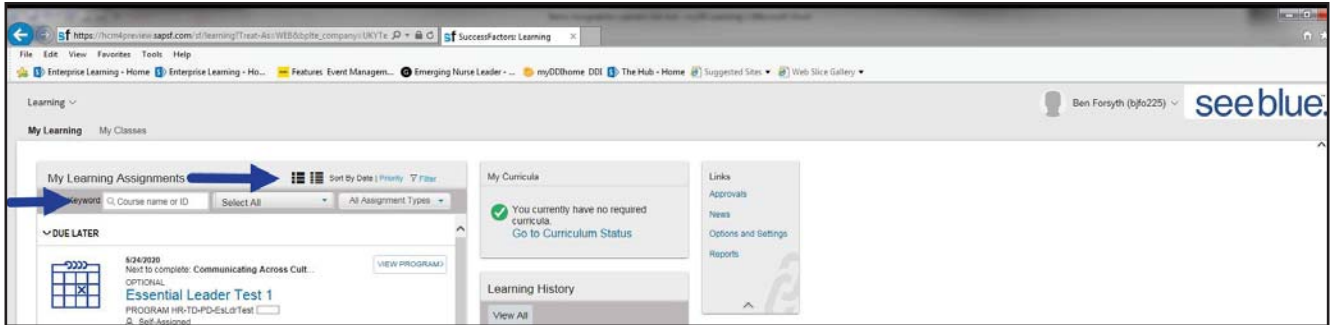 https://hcm4preview.sapsf.com/sf/learning?Treat-As=WEB&bplte_company=UKYTe
SuccessFactors: Learning
File Edit View Favorites Tools Help
Enterprise Learning - Home Enterprise Learning - Ho... Features Event Managem... Emerging Nurse Leader - ... myDDIhome DDI The Hub - Home Suggested Sites Web Slice Gallery
Learning
Ben Forsyth (bjfo225)
see blue.
My Learning My Classes
My Learning Assignments
Sort By Date | Priority Filter
Keyword Course name or ID Select All All Assignment Types
DUE LATER
5/24/2020
Next to complete: Communicating Across Cult...
VIEW PROGRAM
OPTIONAL
Essential Leader Test 1
PROGRAM HR-TD-PD-EsLdrTest
Self-Assigned
My Curricula
You currently have no required
curricula.
Go to Curriculum Status
Learning History
View All
Links
Approvals
News
Options and Settings
Reports